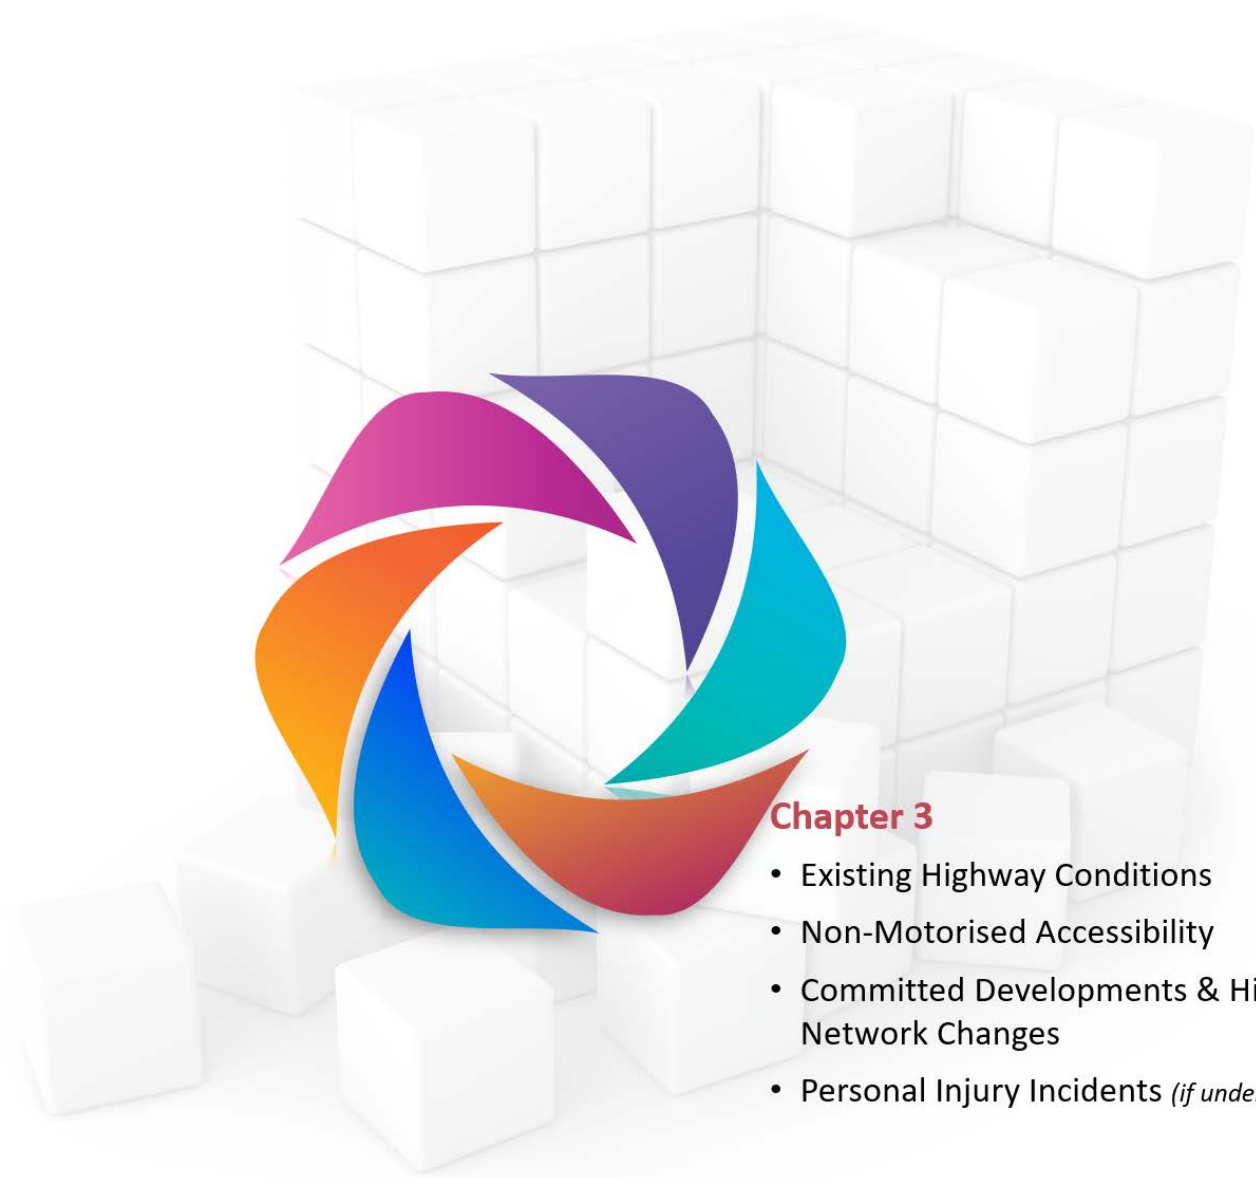 Chapter 3
• Existing Highway Conditions
• Non-Motorised Accessibility
• Committed Developments & Hi
Network Changes
• Personal Injury Incidents (if unde